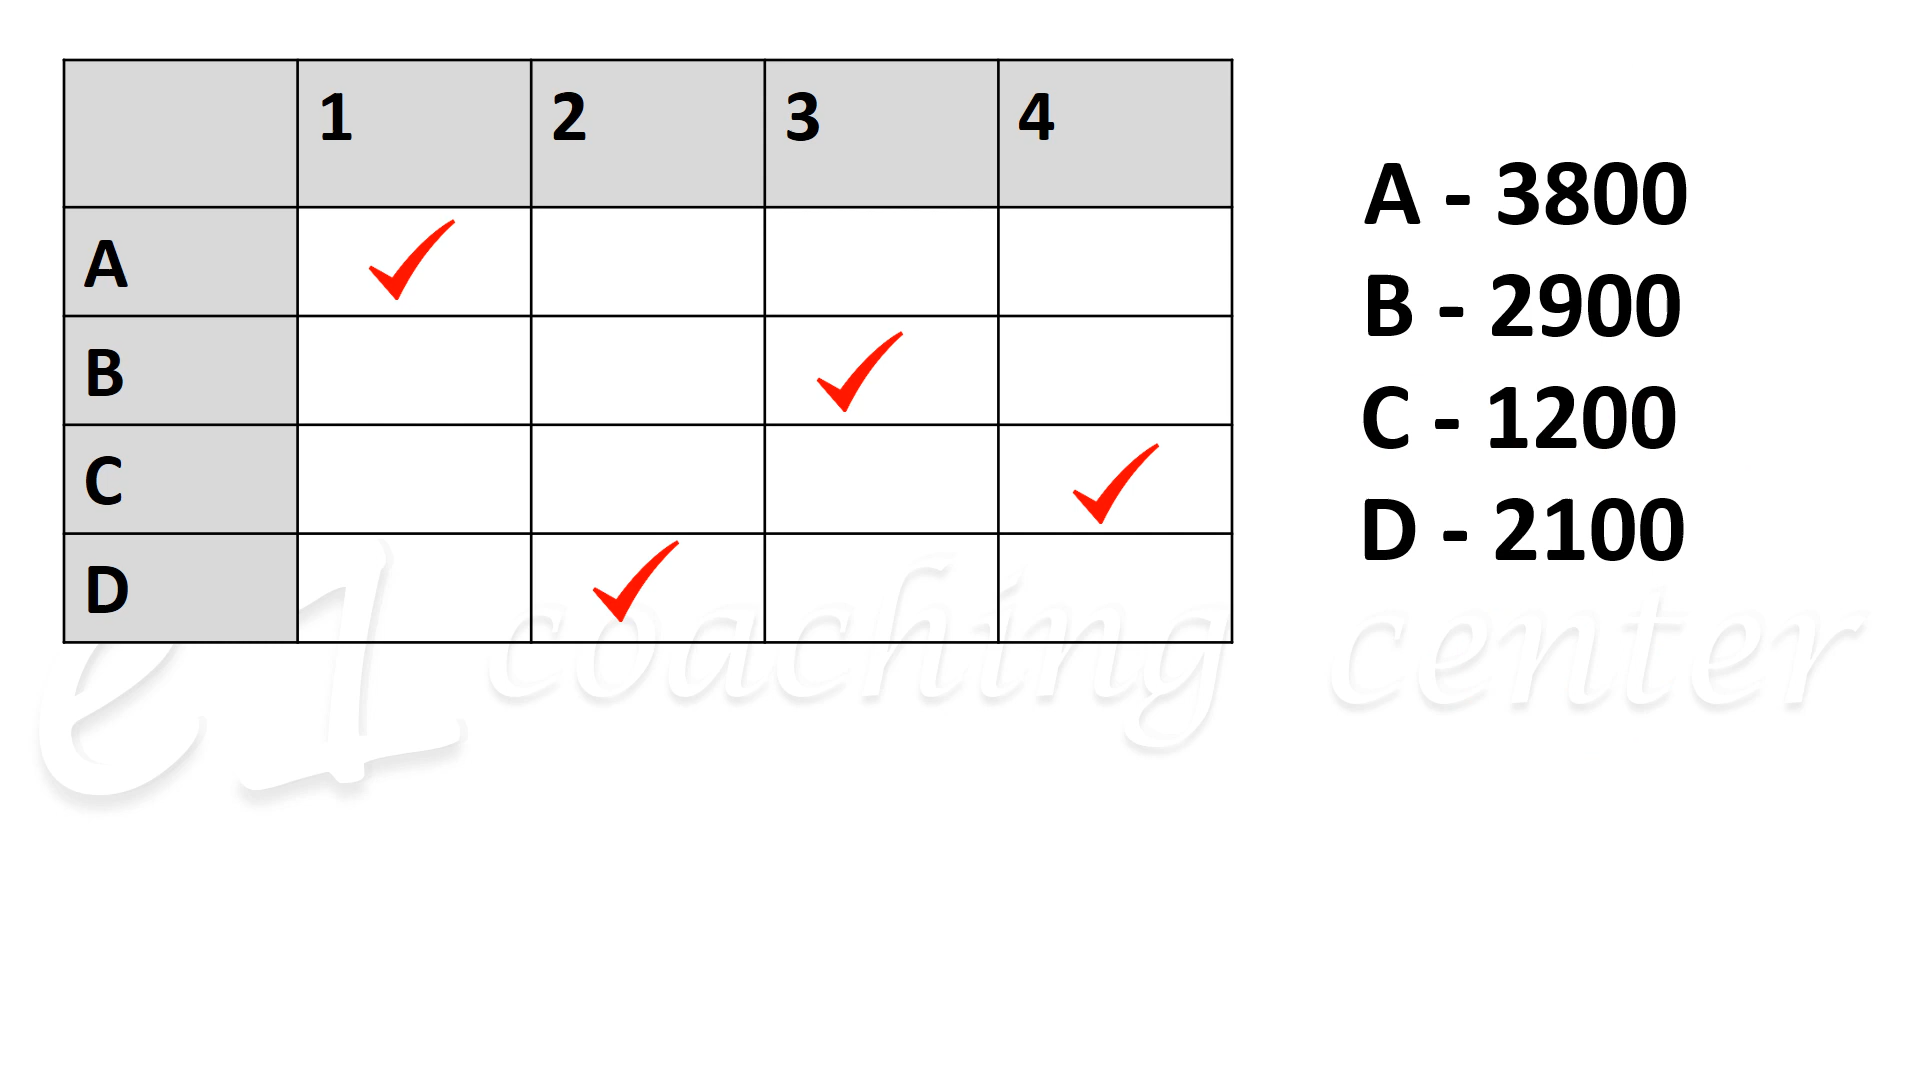 1 2 3 4
A ✓
B ✓
C ✓
D ✓
A - 3800
B - 2900
C - 1200
D - 2100
e1 coaching center